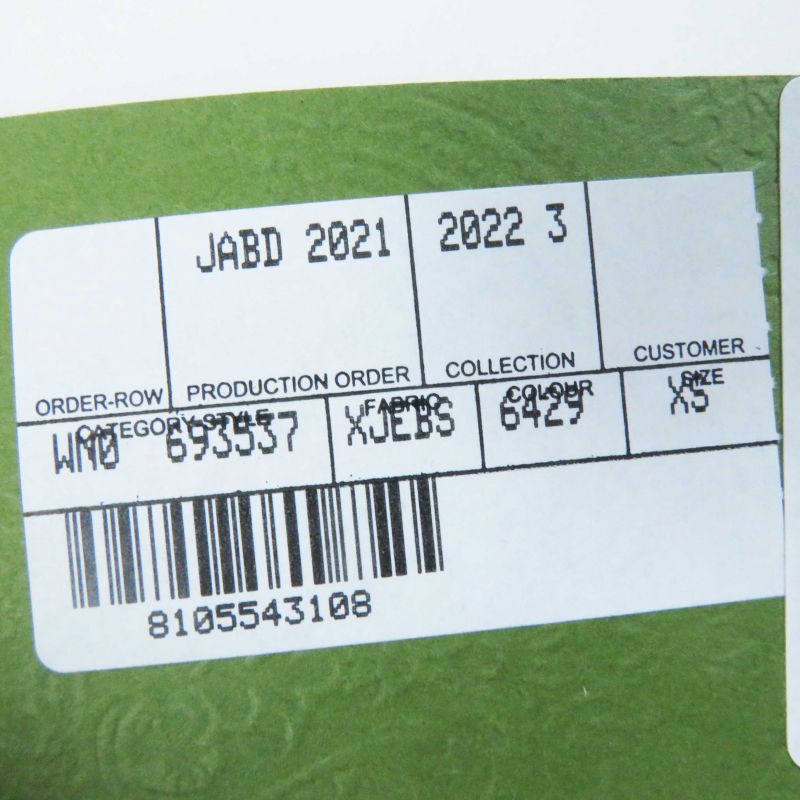 JABD 2021 2022 3
ORDER-ROW PRODUCTION ORDER COLLECTION CUSTOMER
CATEGORY-STYLE FABRIC COLOUR SIZE
WM0 693537 XJEBS 6429 XS
8105543108